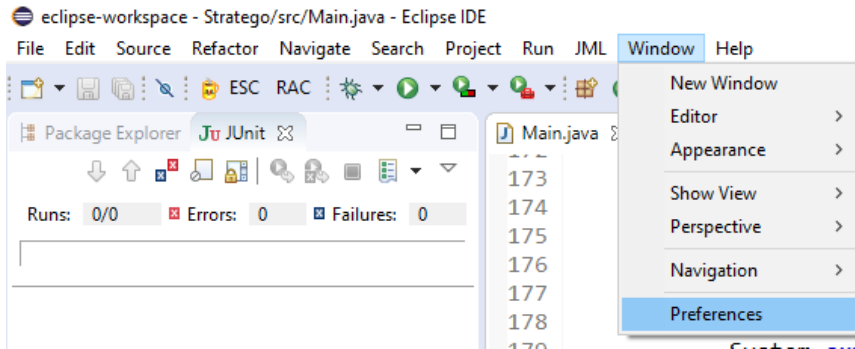 eclipse-workspace - Stratego/src/Main.java - Eclipse IDE
File Edit Source Refactor Navigate Search Project Run JML Window Help
ESC RAC
New Window
Editor
Appearance
Show View
Perspective
Navigation
Preferences
Package Explorer JU JUnit
Main.java
Runs: 0/0 Errors: 0 Failures: 0
173
174
175
176
177
178